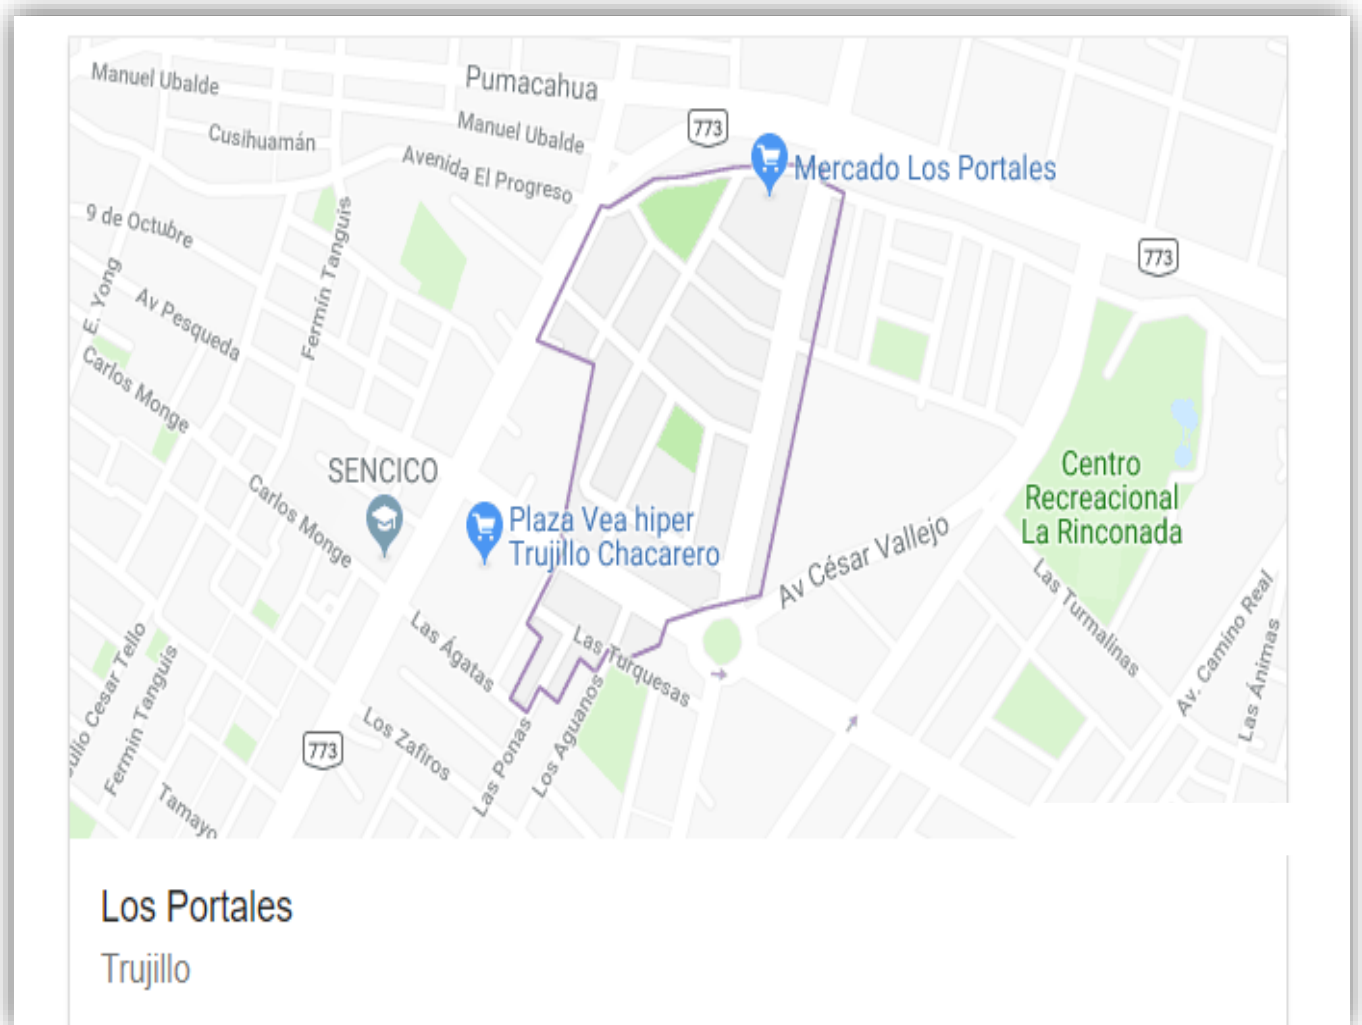 Manuel Ubalde
Pumacahua
Cusihuamán
Manuel Ubalde
773
Avenida El Progreso
Mercado Los Portales
9 de Octubre
Fermín Tanguis
773
E. Yong
Av Pesqueda
Carlos Monge
SENCICO
Carlos Monge
Plaza Vea hiper
Trujillo Chacarero
Centro
Recreacional
La Rinconada
Av César Vallejo
Las Turmalinas
Av. Camino Real
Las Ánimas
Las Ágatas
Las Turquesas
Julio Cesar Tello
Fermin Tanguis
Los Zafiros
773
Las Ponas
Los Aguanos
Tamayo
Los Portales
Trujillo